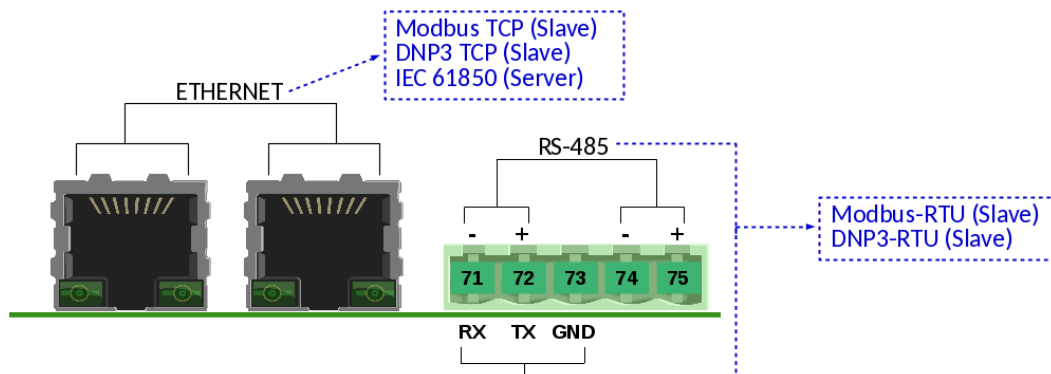 Modbus TCP (Slave)
DNP3 TCP (Slave)
IEC 61850 (Server)
ETHERNET
RS-485
Modbus-RTU (Slave)
DNP3-RTU (Slave)
- + - +
71 72 73 74 75
RX TX GND